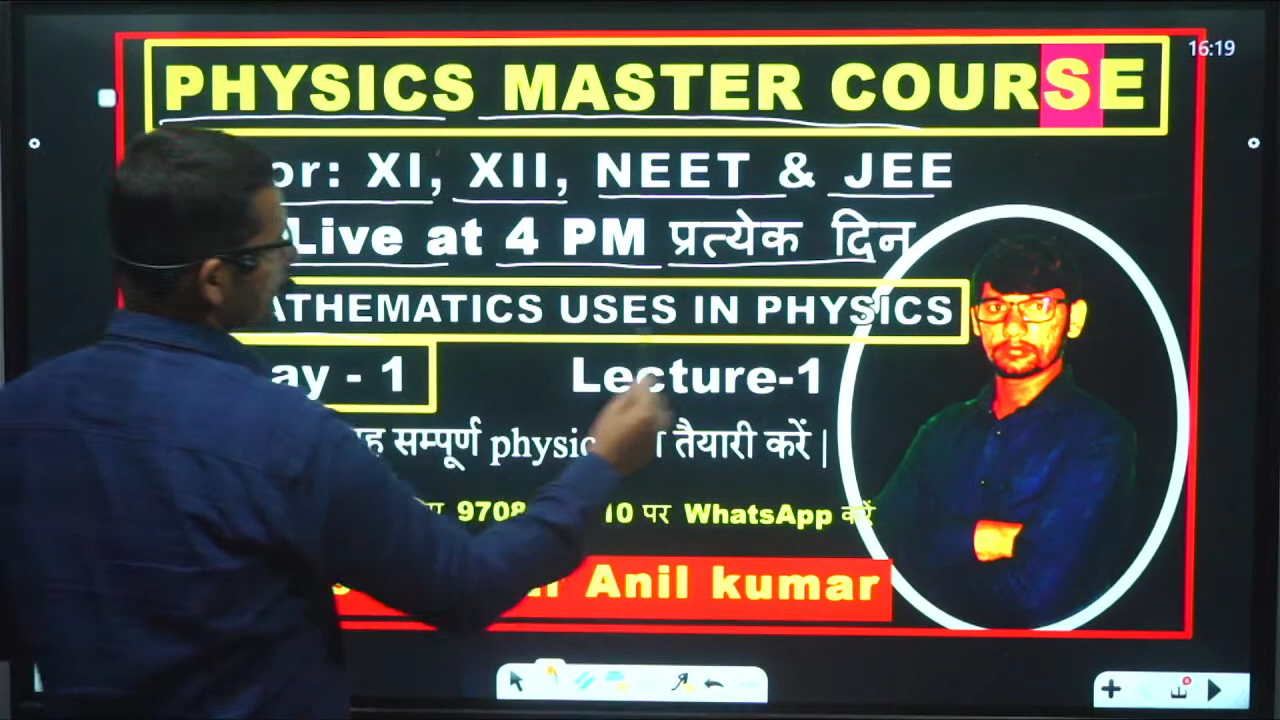 PHYSICS MASTER COURSE
16:19
or: XI, XII, NEET & JEE
Live at 4 PM प्रत्येक दिन
ATHEMATICS USES IN PHYSICS
ay - 1 Lecture-1
सम्पूर्ण physic तैयारी करें |
9708 10 पर WhatsApp करें
Anil kumar